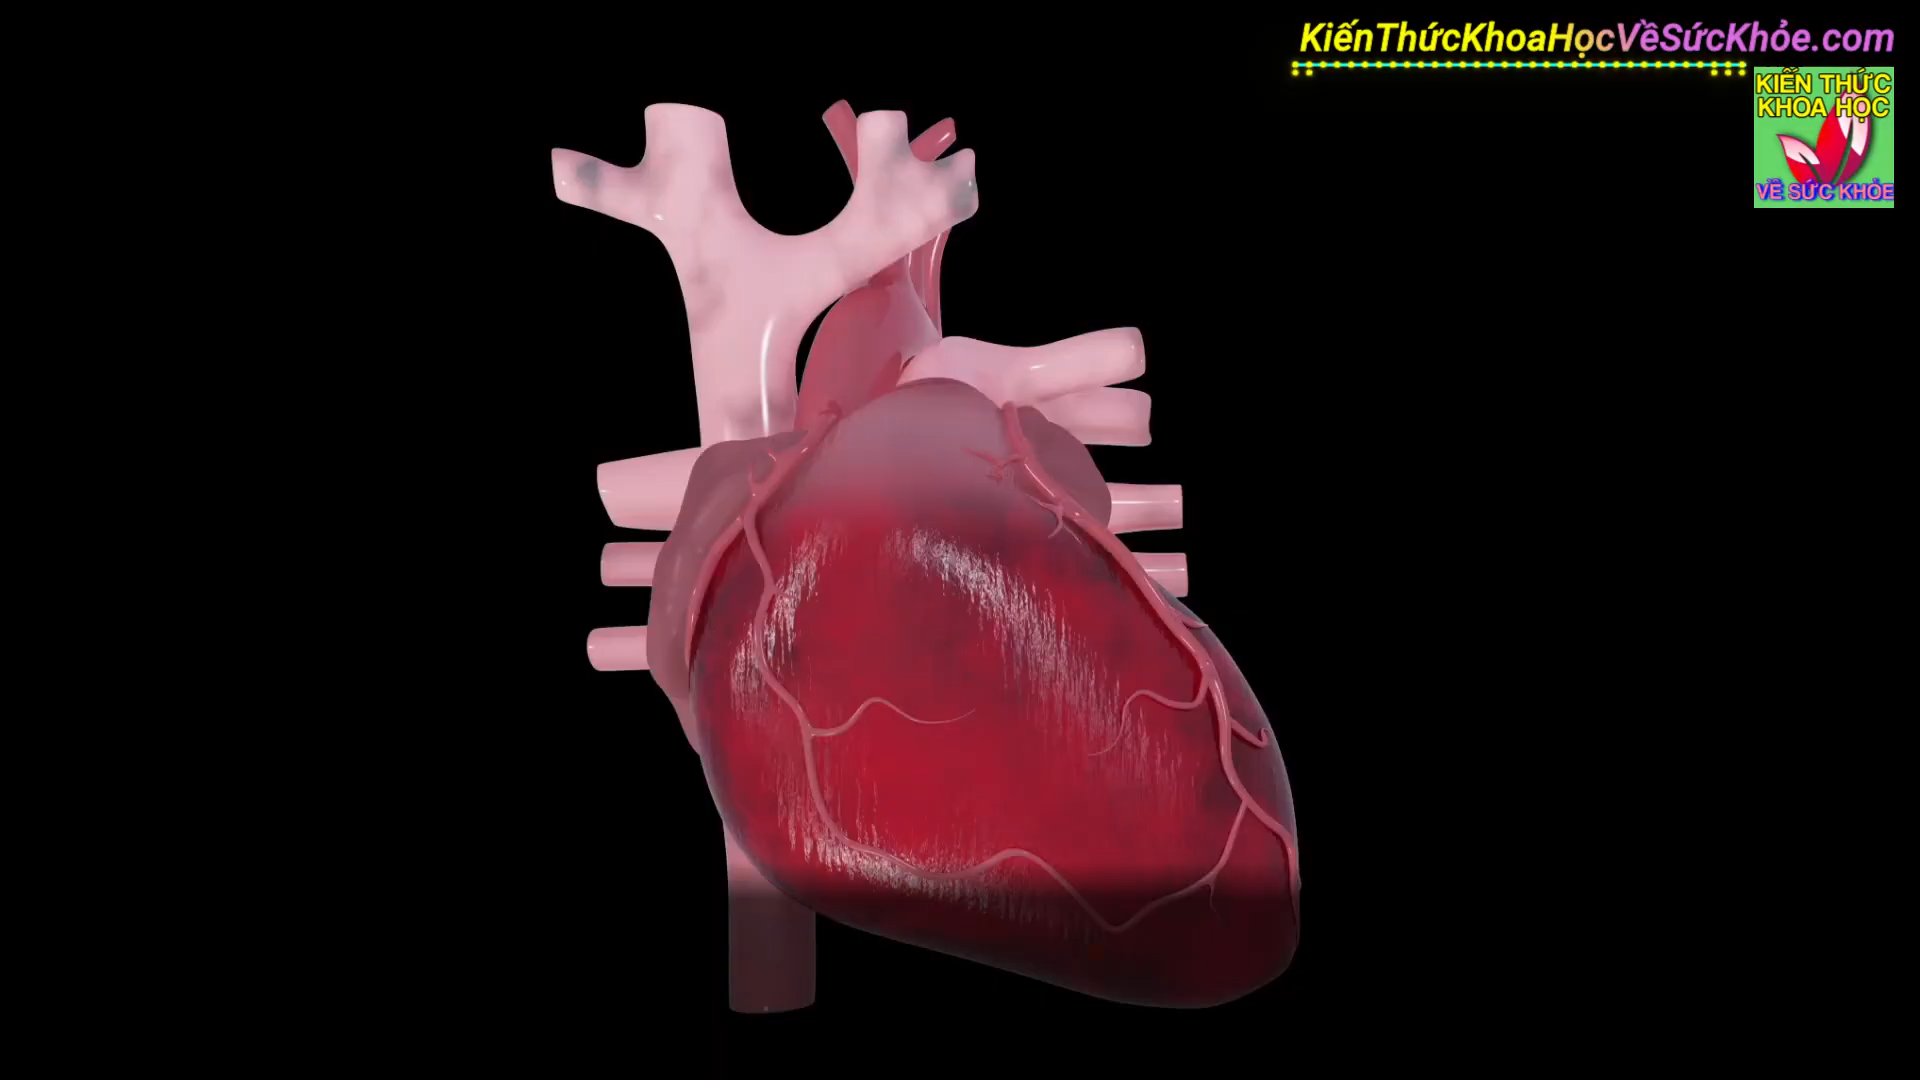 KiếnThứcKhoaHọcVềSứcKhỏe.com
KIẾN THỨC
KHOA HỌC
VỀ SỨC KHỎE